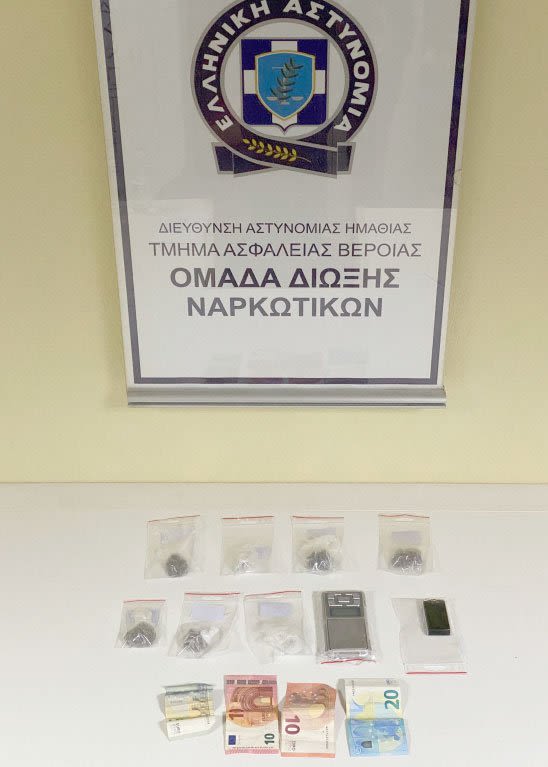 ΕΛΛΗΝΙΚΗ ΑΣΤΥΝΟΜΙΑ
ΔΙΕΥΘΥΝΣΗ ΑΣΤΥΝΟΜΙΑΣ ΗΜΑΘΙΑΣ
ΤΜΗΜΑ ΑΣΦΑΛΕΙΑΣ ΒΕΡΟΙΑΣ
ΟΜΑΔΑ ΔΙΩΞΗΣ
ΝΑΡΚΩΤΙΚΩΝ
10
10
20